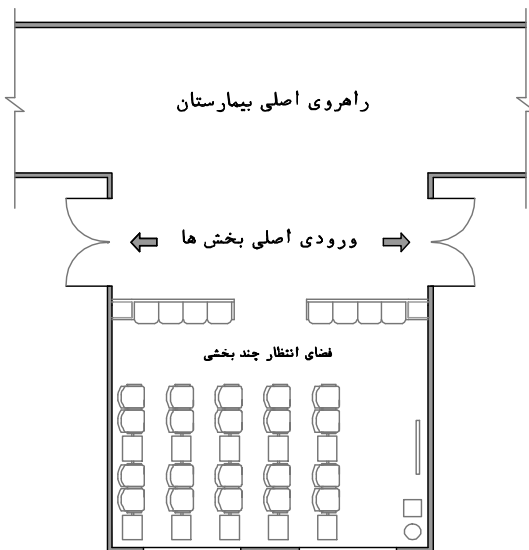 راهروی اصلی بیمارستان
ورودی اصلی بخش ها
فضای انتظار چند بخشی